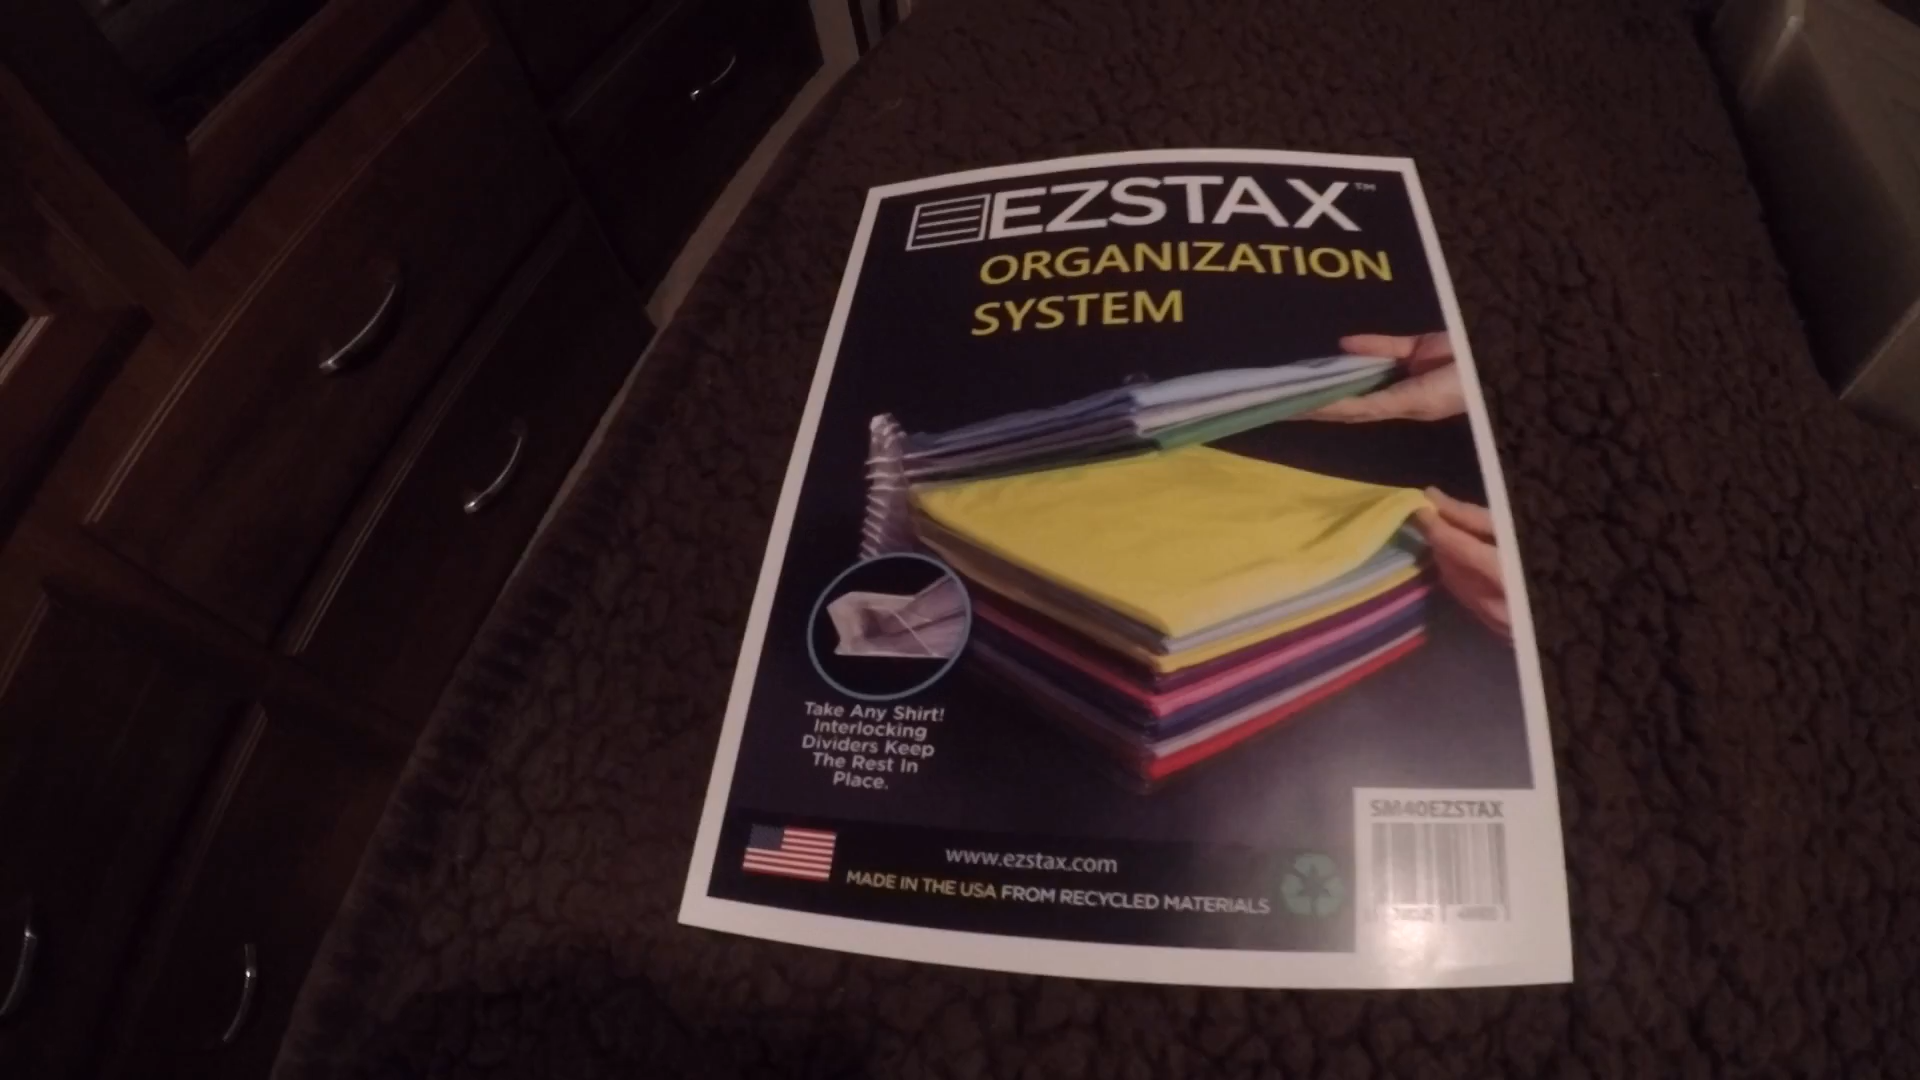 EZSTAX™
ORGANIZATION
SYSTEM
Take Any Shirt!
Interlocking
Dividers Keep
The Rest In
Place.
SM40EZSTAX
www.ezstax.com
MADE IN THE USA FROM RECYCLED MATERIALS